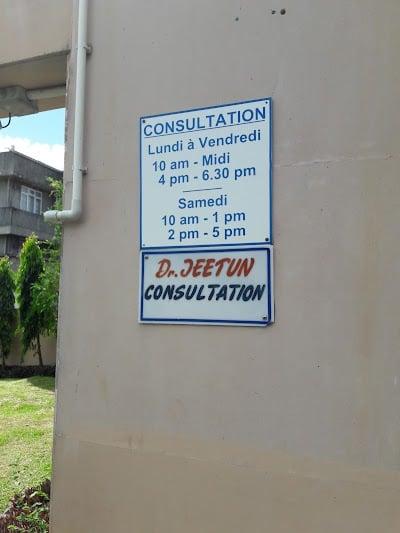 CONSULTATION
Lundi à Vendredi
10 am - Midi
4 pm - 6.30 pm
Samedi
10 am - 1 pm
2 pm - 5 pm
Dr. JEETUN
CONSULTATION